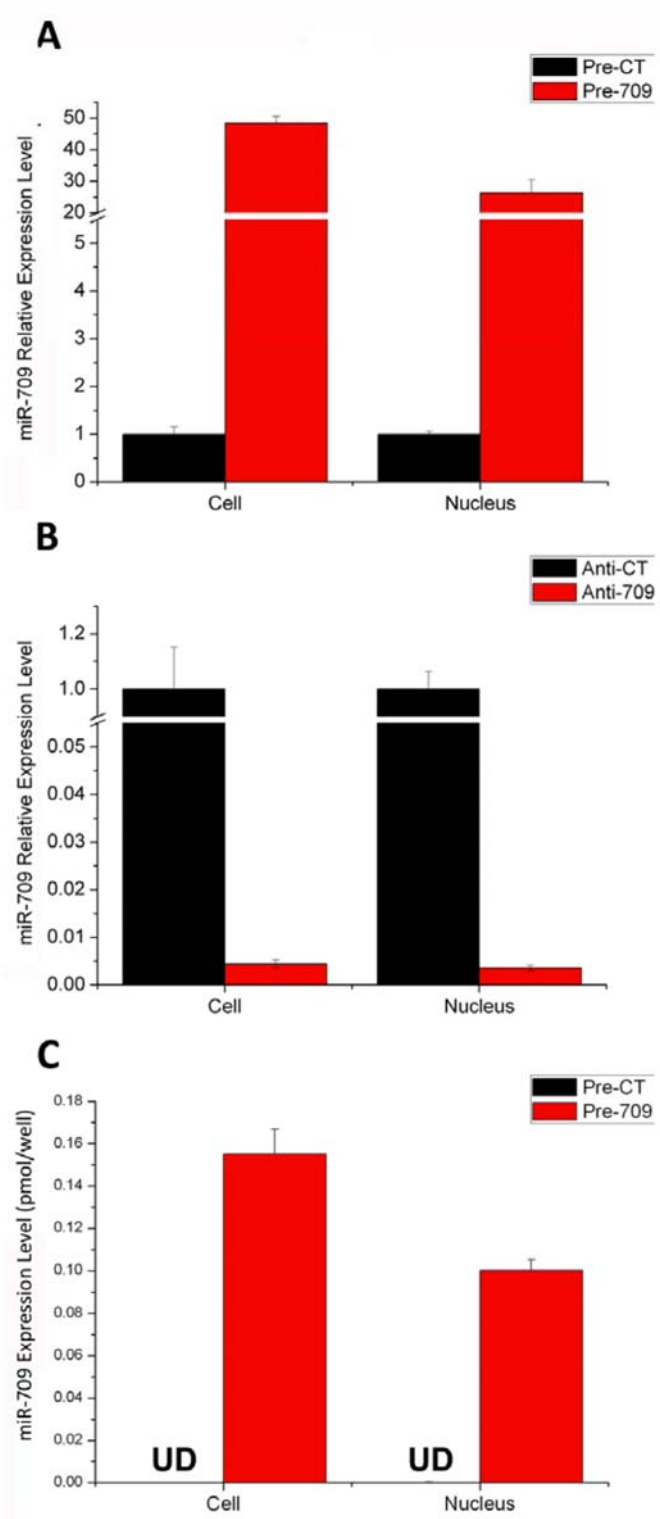 A
Pre-CT
Pre-709
miR-709 Relative Expression Level
50
40
30
20
5
4
3
2
1
0
Cell Nucleus
B
Anti-CT
Anti-709
miR-709 Relative Expression Level
1.2
1.0
0.05
0.04
0.03
0.02
0.01
0.00
Cell Nucleus
C
Pre-CT
Pre-709
miR-709 Expression Level (pmol/well)
0.18
0.16
0.14
0.12
0.10
0.08
0.06
0.04
0.02
0.00
UD UD
Cell Nucleus